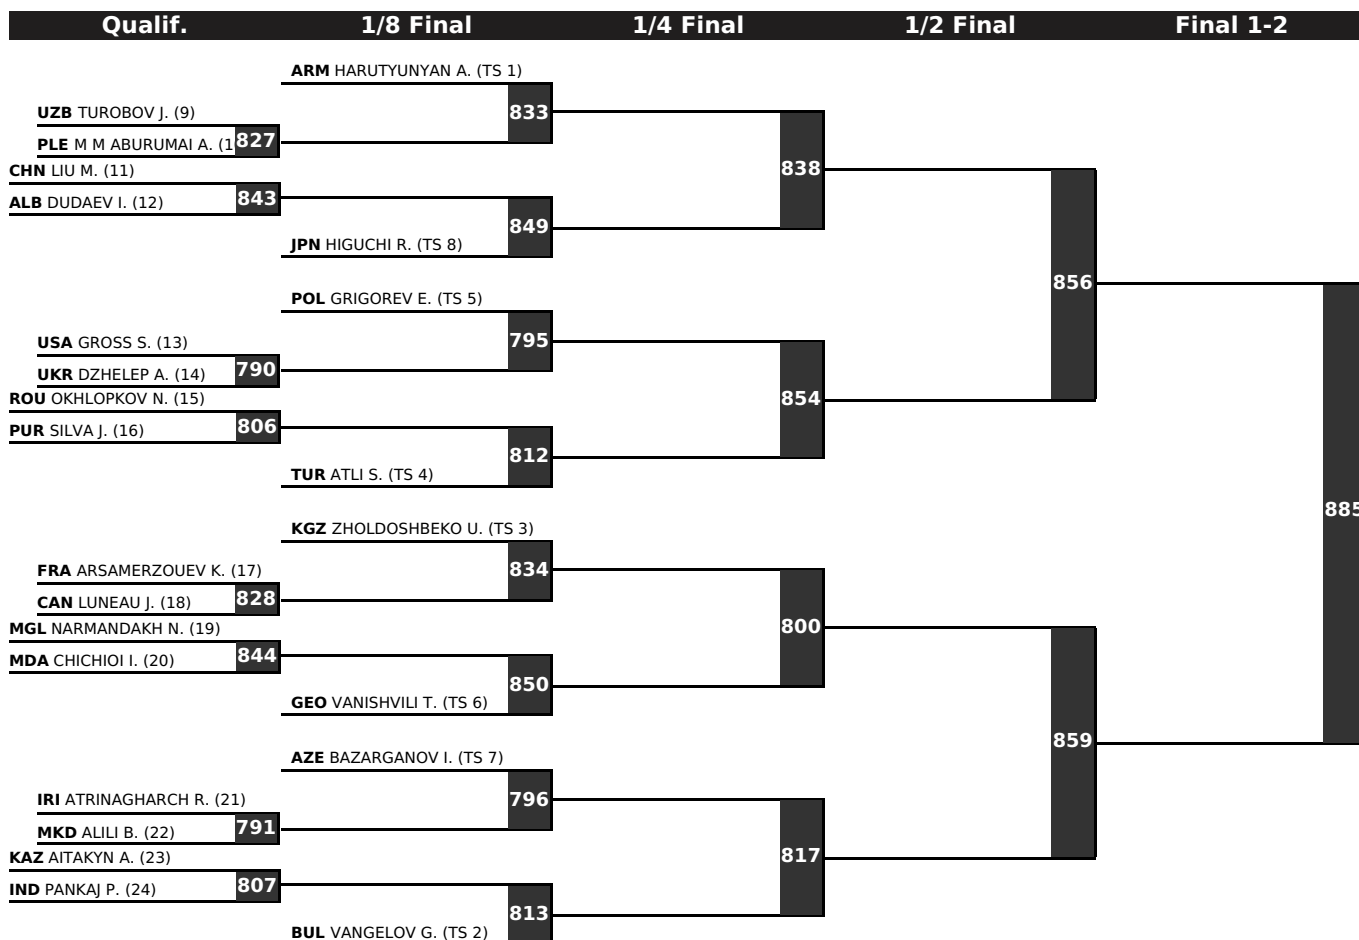 Qualif. 1/8 Final 1/4 Final 1/2 Final Final 1-2
ARM HARUTYUNYAN A. (TS 1)
833
UZB TUROBOV J. (9)
827
PLE M M ABURUMAI A. (1
CHN LIU M. (11)
838
843
ALB DUDAEV I. (12)
849
JPN HIGUCHI R. (TS 8)
856
POL GRIGOREV E. (TS 5)
795
USA GROSS S. (13)
790
UKR DZHELEP A. (14)
ROU OKHLOPKOV N. (15)
854
806
PUR SILVA J. (16)
812
TUR ATLI S. (TS 4)
885
KGZ ZHOLDOSHBEKO U. (TS 3)
834
FRA ARSAMERZOUEV K. (17)
828
CAN LUNEAU J. (18)
MGL NARMANDAKH N. (19)
800
844
MDA CHICHIOI I. (20)
850
GEO VANISHVILI T. (TS 6)
859
AZE BAZARGANOV I. (TS 7)
796
IRI ATRINAGHARCH R. (21)
791
MKD ALILI B. (22)
KAZ AITAKYN A. (23)
817
807
IND PANKAJ P. (24)
813
BUL VANGELOV G. (TS 2)